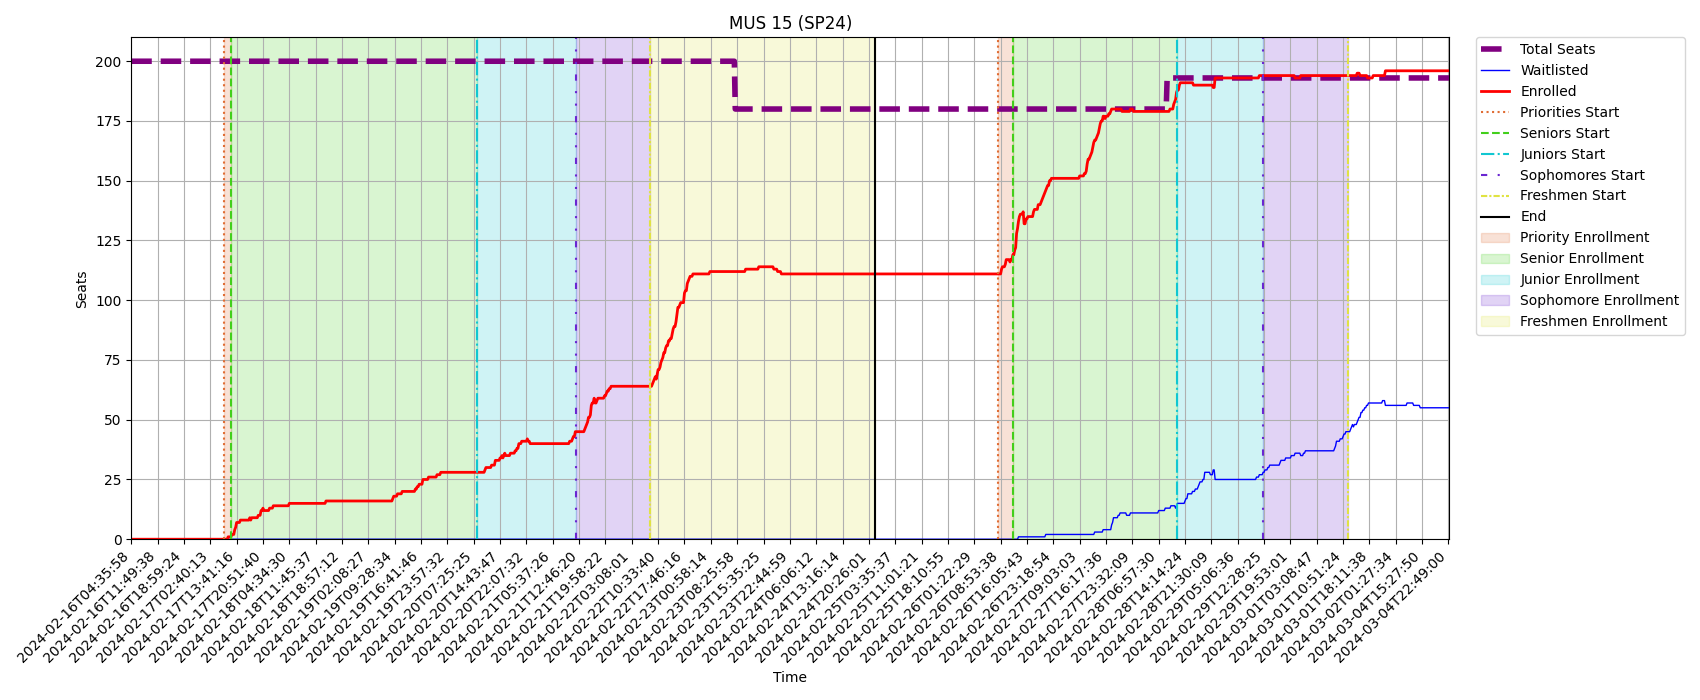 MUS 15 (SP24)
Seats
200
175
150
125
100
75
50
25
0
2024-02-16T04:35:58
2024-02-16T11:49:38
2024-02-16T18:59:24
2024-02-17T02:40:13
2024-02-17T13:41:16
2024-02-17T20:51:40
2024-02-18T04:34:30
2024-02-18T11:45:37
2024-02-18T18:57:12
2024-02-19T02:08:27
2024-02-19T09:28:34
2024-02-19T16:41:46
2024-02-19T23:57:32
2024-02-20T07:25:25
2024-02-20T14:43:47
2024-02-20T22:07:32
2024-02-21T05:37:26
2024-02-21T12:46:20
2024-02-21T19:58:22
2024-02-22T03:08:01
2024-02-22T10:33:40
2024-02-22T17:46:16
2024-02-23T00:58:14
2024-02-23T08:25:58
2024-02-23T15:35:25
2024-02-23T22:44:59
2024-02-24T06:06:12
2024-02-24T13:16:14
2024-02-24T20:26:01
2024-02-25T03:35:37
2024-02-25T11:01:21
2024-02-25T18:10:55
2024-02-26T01:22:29
2024-02-26T08:53:38
2024-02-26T16:05:43
2024-02-26T23:18:54
2024-02-27T09:03:03
2024-02-27T16:17:36
2024-02-27T23:32:09
2024-02-28T06:57:30
2024-02-28T14:14:24
2024-02-28T21:30:09
2024-02-29T05:06:36
2024-02-29T12:28:25
2024-02-29T19:53:01
2024-03-01T03:08:47
2024-03-01T10:51:24
2024-03-01T18:11:38
2024-03-02T01:27:34
2024-03-04T15:27:50
2024-03-04T22:49:00
Time
Total Seats
Waitlisted
Enrolled
Priorities Start
Seniors Start
Juniors Start
Sophomores Start
Freshmen Start
End
Priority Enrollment
Senior Enrollment
Junior Enrollment
Sophomore Enrollment
Freshmen Enrollment